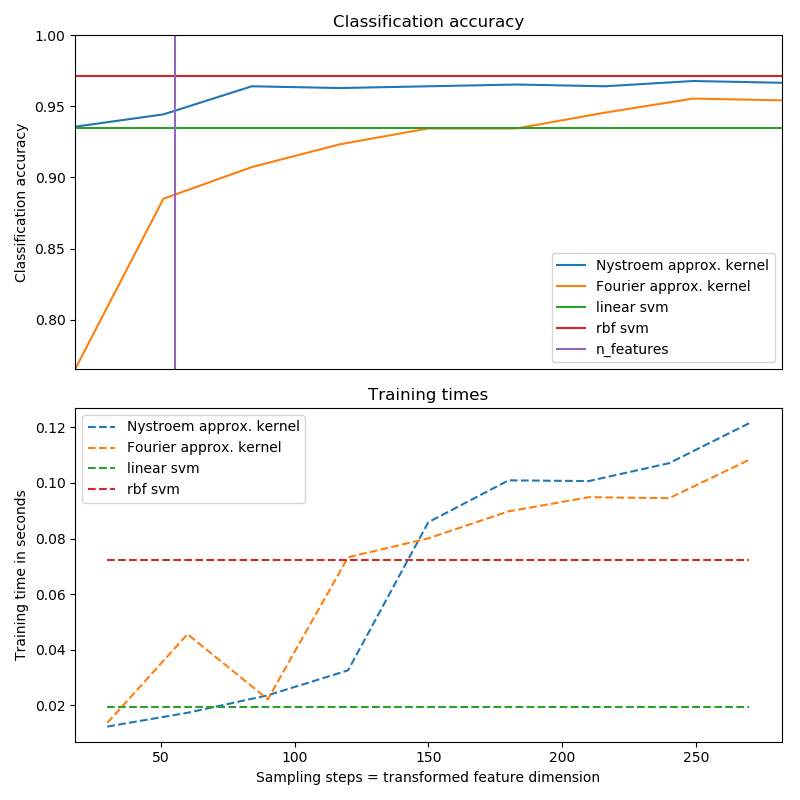 Classification accuracy
1.00
0.95
0.90
0.85
0.80
Classification accuracy
Nystroem approx. kernel
Fourier approx. kernel
linear svm
rbf svm
n_features
Training times
0.12
0.10
0.08
0.06
0.04
0.02
Training time in seconds
Nystroem approx. kernel
Fourier approx. kernel
linear svm
rbf svm
50 100 150 200 250
Sampling steps = transformed feature dimension